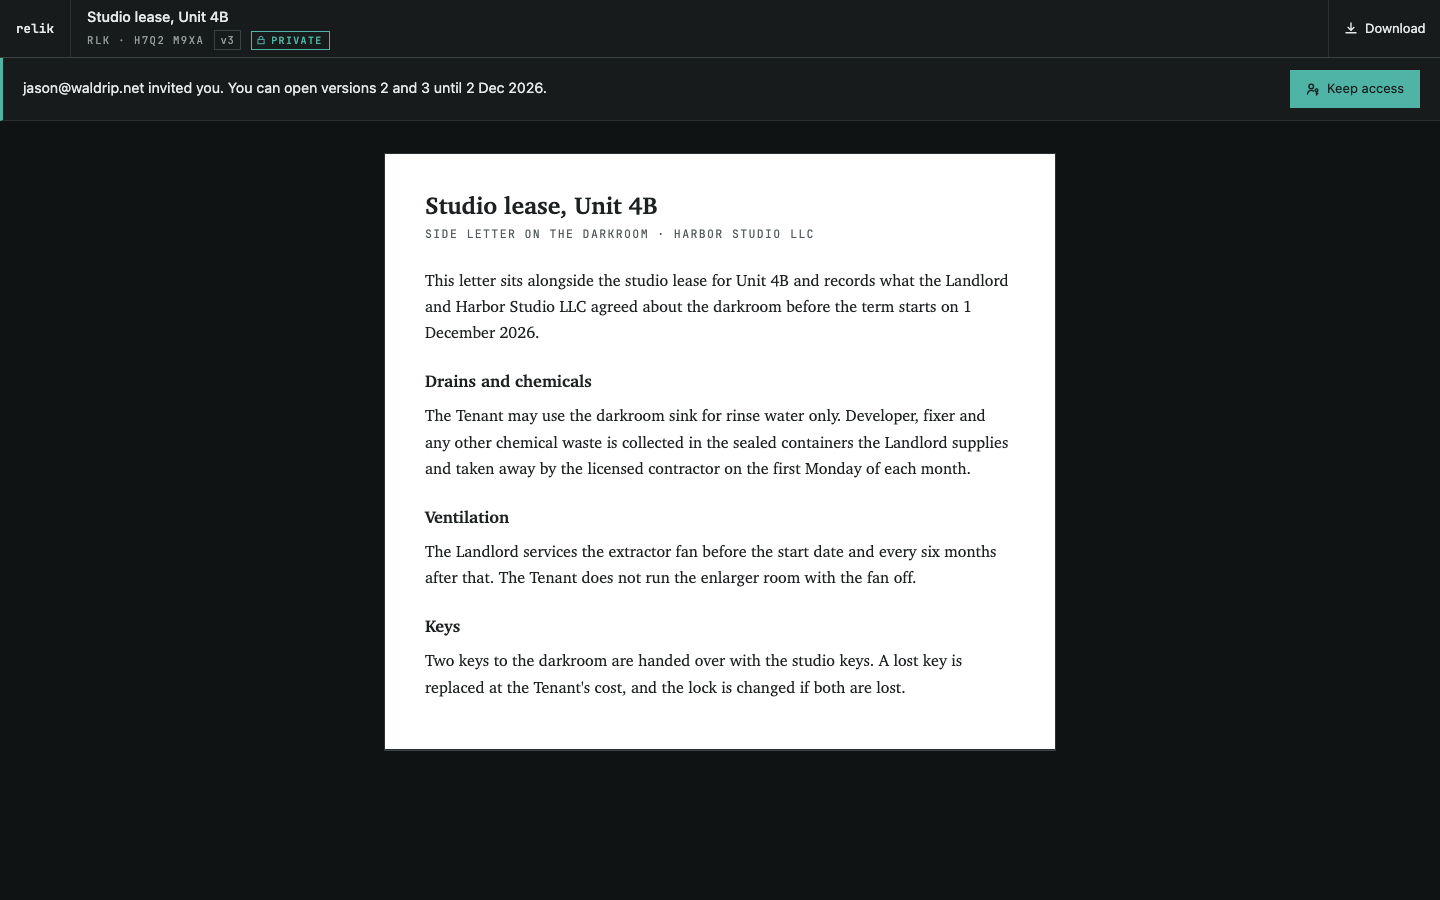 relik
Studio lease, Unit 4B
RLK · H7Q2 M9XA v3 PRIVATE
Download
jason@waldrip.net invited you. You can open versions 2 and 3 until 2 Dec 2026.
Keep access
Studio lease, Unit 4B
SIDE LETTER ON THE DARKROOM · HARBOR STUDIO LLC
This letter sits alongside the studio lease for Unit 4B and records what the Landlord
and Harbor Studio LLC agreed about the darkroom before the term starts on 1
December 2026.
Drains and chemicals
The Tenant may use the darkroom sink for rinse water only. Developer, fixer and
any other chemical waste is collected in the sealed containers the Landlord supplies
and taken away by the licensed contractor on the first Monday of each month.
Ventilation
The Landlord services the extractor fan before the start date and every six months
after that. The Tenant does not run the enlarger room with the fan off.
Keys
Two keys to the darkroom are handed over with the studio keys. A lost key is
replaced at the Tenant's cost, and the lock is changed if both are lost.